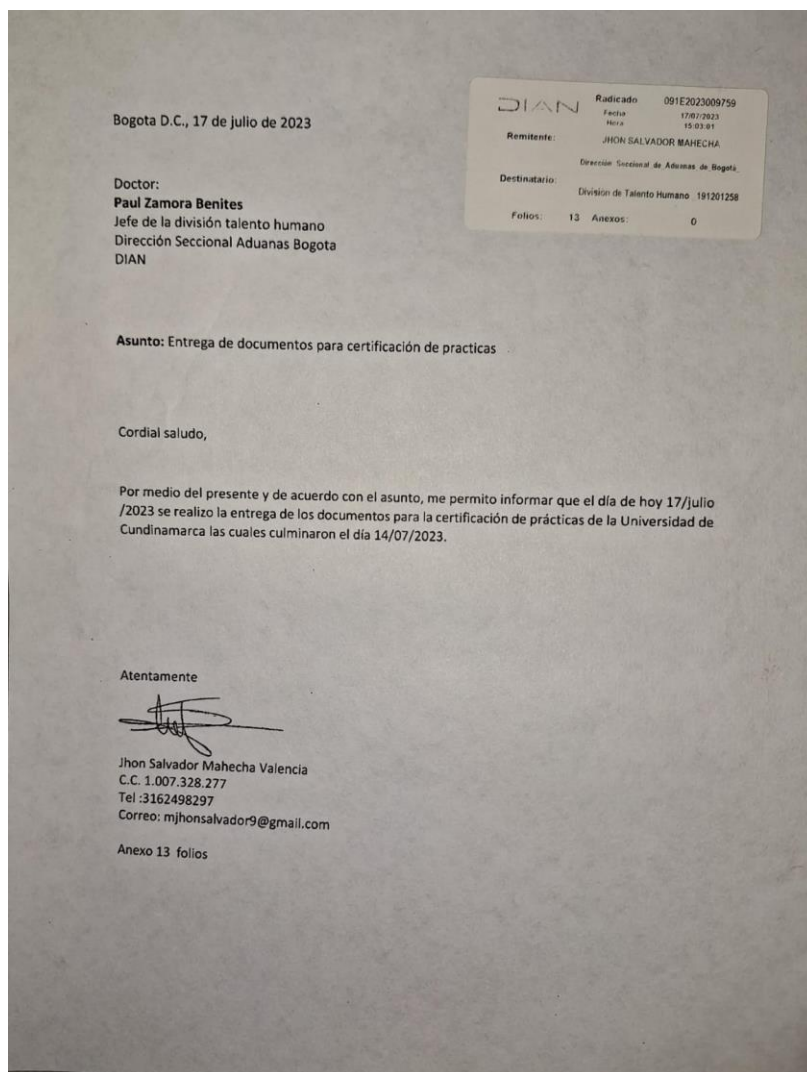 Bogota D.C., 17 de julio de 2023
DIAN
Radicado 091E2023009759
Fecha 17/07/2023
Hora 15:03:01
Remitente: JHON SALVADOR MAHECHA
Dirección Seccional de Aduanas de Bogotá
Destinatario:
División de Talento Humano 191201258
Folios: 13 Anexos: 0
Doctor:
Paul Zamora Benites
Jefe de la división talento humano
Dirección Seccional Aduanas Bogota
DIAN
Asunto: Entrega de documentos para certificación de practicas
Cordial saludo,
Por medio del presente y de acuerdo con el asunto, me permito informar que el día de hoy 17/julio
/2023 se realizo la entrega de los documentos para la certificación de prácticas de la Universidad de
Cundinamarca las cuales culminaron el día 14/07/2023.
Atentamente
Jhon Salvador Mahecha Valencia
C.C. 1.007.328.277
Tel :3162498297
Correo: mjhonsalvador9@gmail.com
Anexo 13 folios